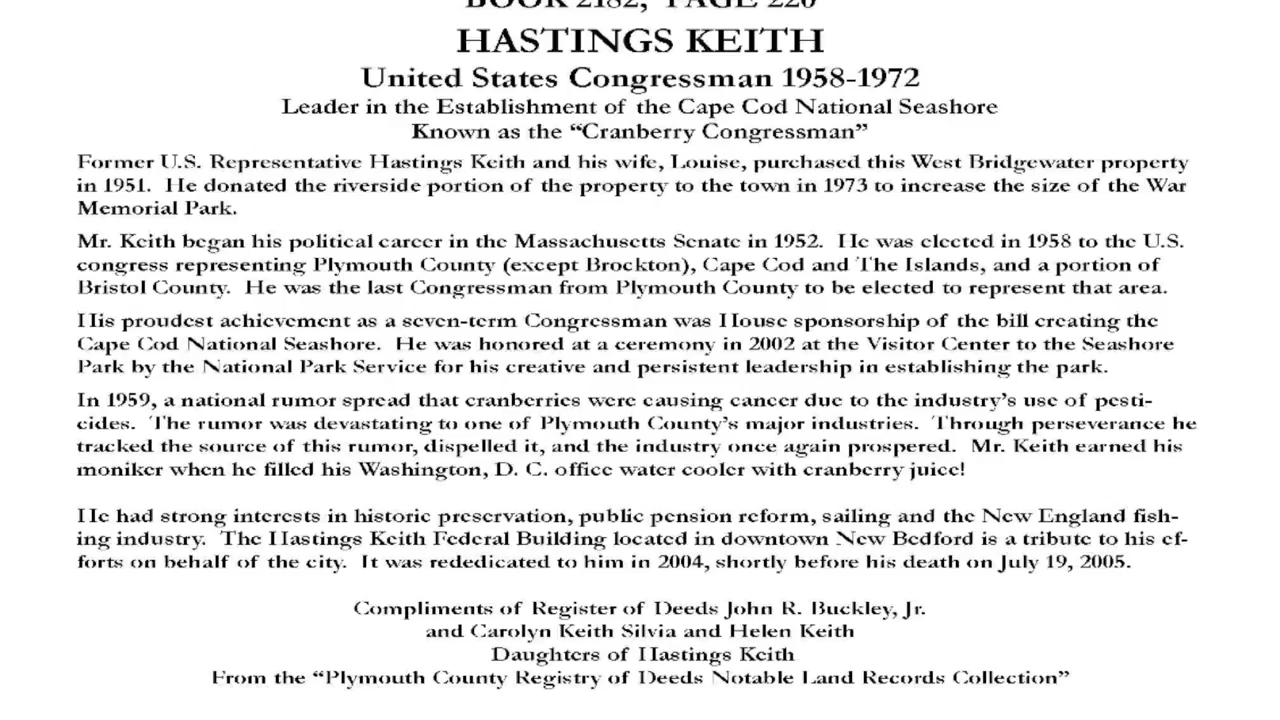 BOOK 2182, PAGE 220
HASTINGS KEITH
United States Congressman 1958-1972
Leader in the Establishment of the Cape Cod National Seashore
Known as the “Cranberry Congressman”
Former U.S. Representative Hastings Keith and his wife, Louise, purchased this West Bridgewater property
in 1951. He donated the riverside portion of the property to the town in 1973 to increase the size of the War
Memorial Park.
Mr. Keith began his political career in the Massachusetts Senate in 1952. He was elected in 1958 to the U.S.
congress representing Plymouth County (except Brockton), Cape Cod and The Islands, and a portion of
Bristol County. He was the last Congressman from Plymouth County to be elected to represent that area.
His proudest achievement as a seven-term Congressman was House sponsorship of the bill creating the
Cape Cod National Seashore. He was honored at a ceremony in 2002 at the Visitor Center to the Seashore
Park by the National Park Service for his creative and persistent leadership in establishing the park.
In 1959, a national rumor spread that cranberries were causing cancer due to the industry’s use of pesti-
cides. The rumor was devastating to one of Plymouth County’s major industries. Through perseverance he
tracked the source of this rumor, dispelled it, and the industry once again prospered. Mr. Keith earned his
moniker when he filled his Washington, D. C. office water cooler with cranberry juice!
He had strong interests in historic preservation, public pension reform, sailing and the New England fish-
ing industry. The Hastings Keith Federal Building located in downtown New Bedford is a tribute to his ef-
forts on behalf of the city. It was rededicated to him in 2004, shortly before his death on July 19, 2005.
Compliments of Register of Deeds John R. Buckley, Jr.
and Carolyn Keith Silvia and Helen Keith
Daughters of Hastings Keith
From the “Plymouth County Registry of Deeds Notable Land Records Collection”